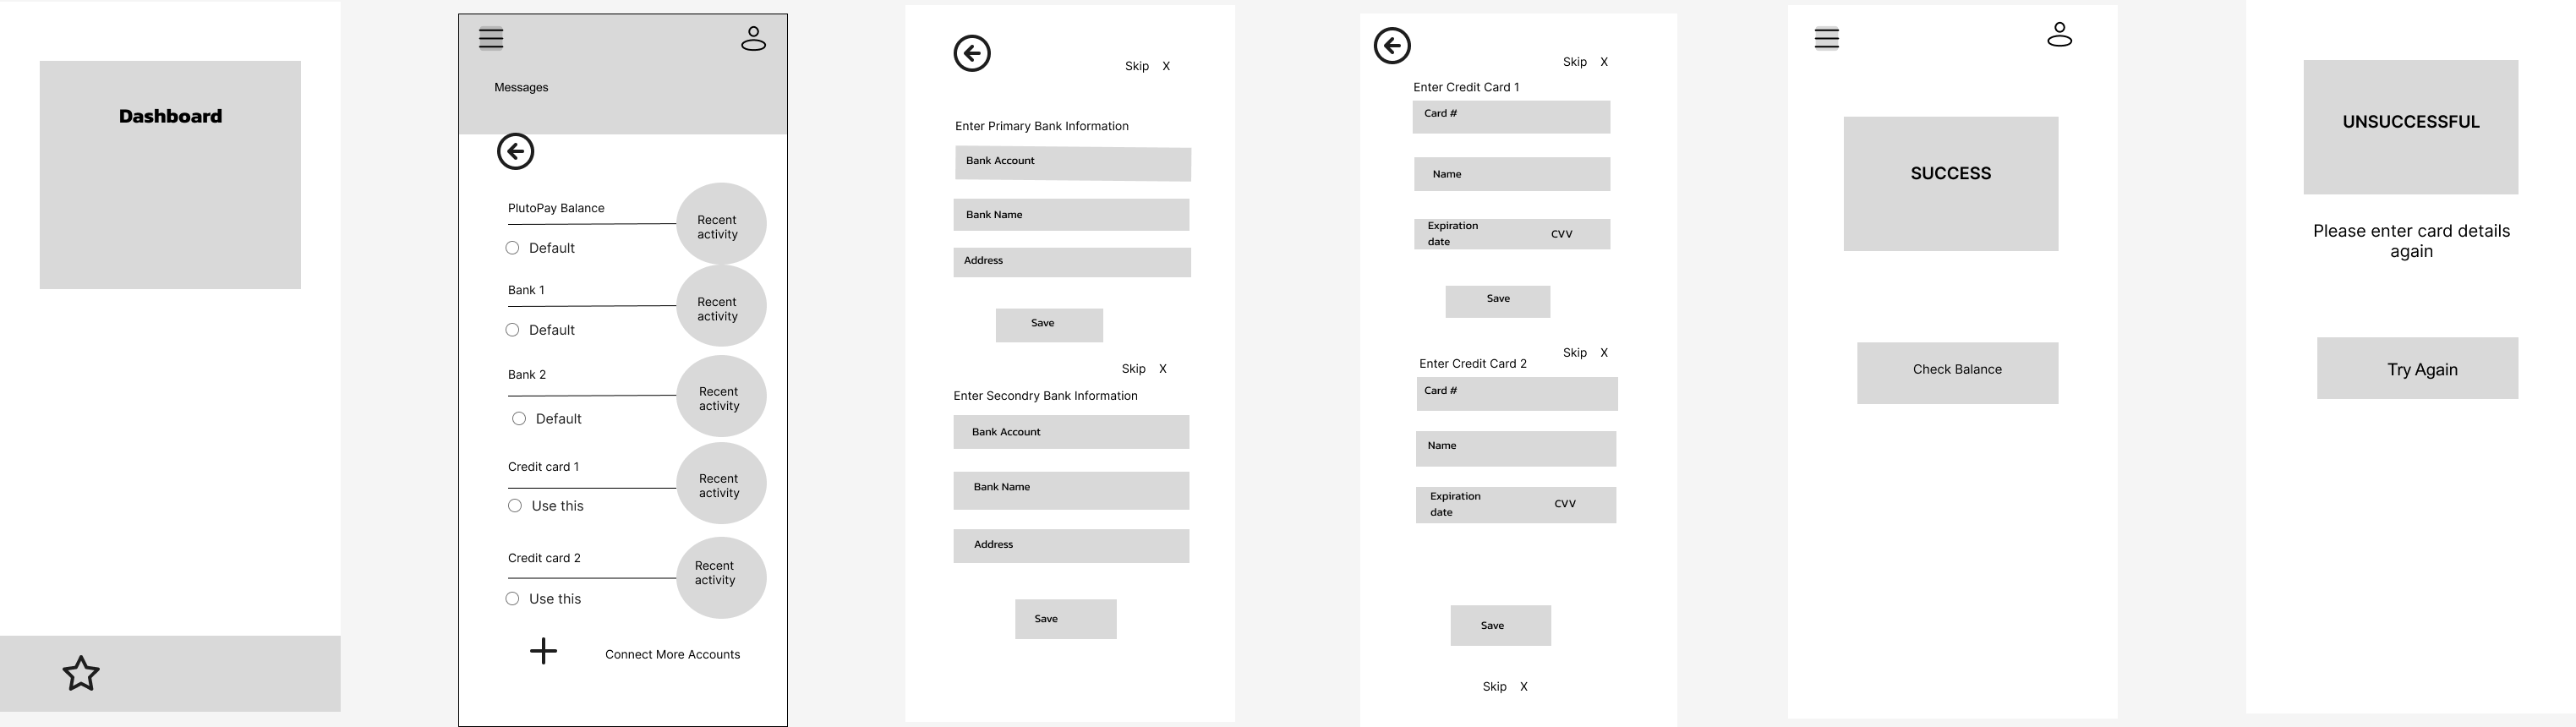 Dashboard
Messages
PlutoPay Balance
Recent
activity
Default
Bank 1
Recent
activity
Default
Bank 2
Recent
activity
Default
Credit card 1
Recent
activity
Use this
Credit card 2
Recent
activity
Use this
Connect More Accounts
Skip X
Enter Primary Bank Information
Bank Account
Bank Name
Address
Save
Skip X
Enter Secondry Bank Information
Bank Account
Bank Name
Address
Save
Skip X
Enter Credit Card 1
Card #
Name
Expiration
date
CVV
Save
Skip X
Enter Credit Card 2
Card #
Name
Expiration
date
CVV
Save
Skip X
SUCCESS
Check Balance
UNSUCCESSFUL
Please enter card details
again
Try Again